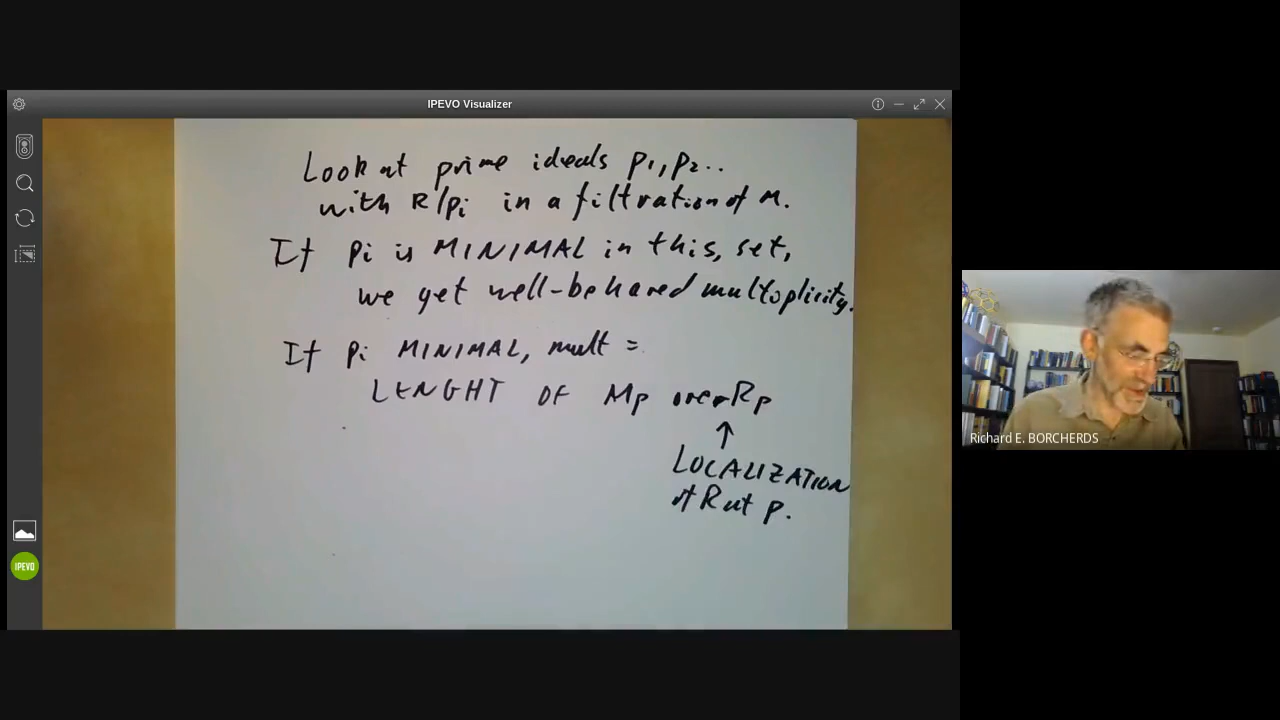 IPEVO Visualizer
Look at prime ideals p1, p2..
with R/pi in a filtration of M.
If pi is MINIMAL in this, set,
we get well-behaved multoplicity.
If pi MINIMAL, mult =
LENGHT OF Mp over Rp
↑
LOCALIZATION
of R at p.
Richard E. BORCHERDS
IPEVO